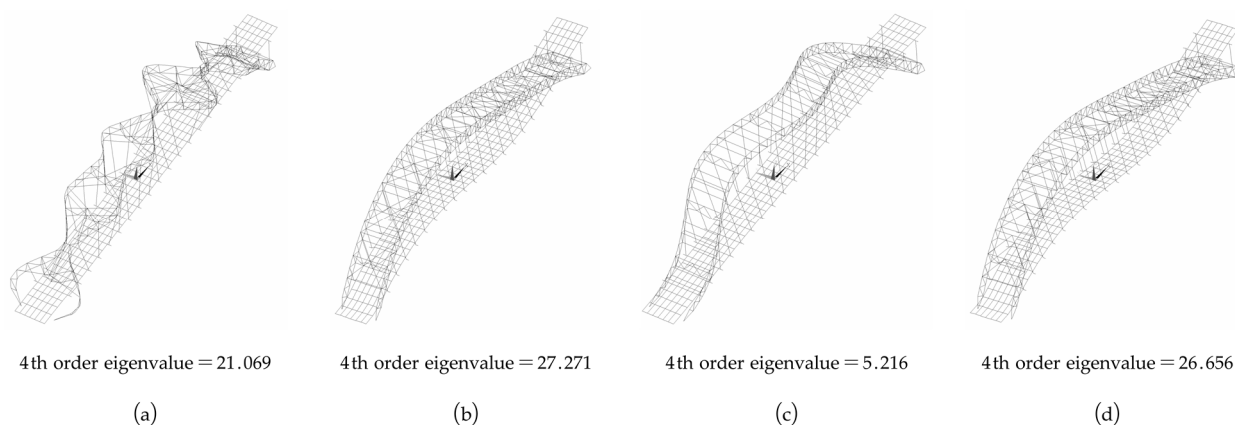 4th order eigenvalue = 21.069
4th order eigenvalue = 27.271
4th order eigenvalue = 5.216
4th order eigenvalue = 26.656
(a)
(b)
(c)
(d)